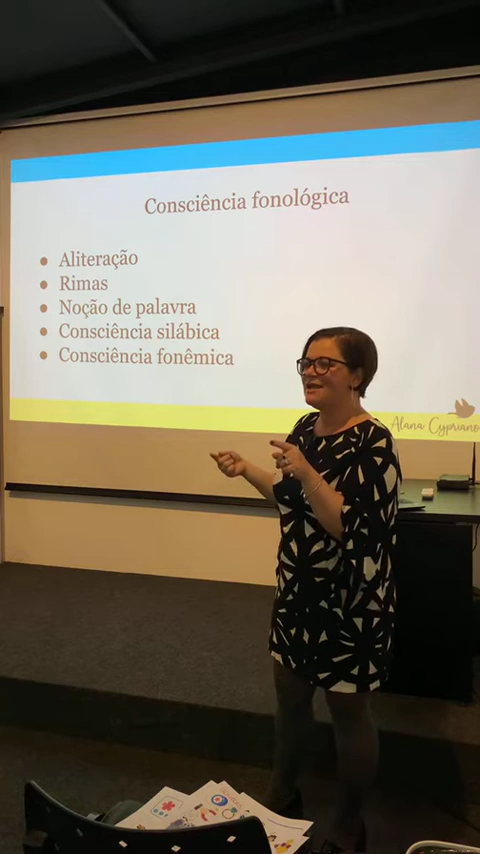 Consciência fonológica
● Aliteração
● Rimas
● Noção de palavra
● Consciência silábica
● Consciência fonêmica
Alana Cypriano